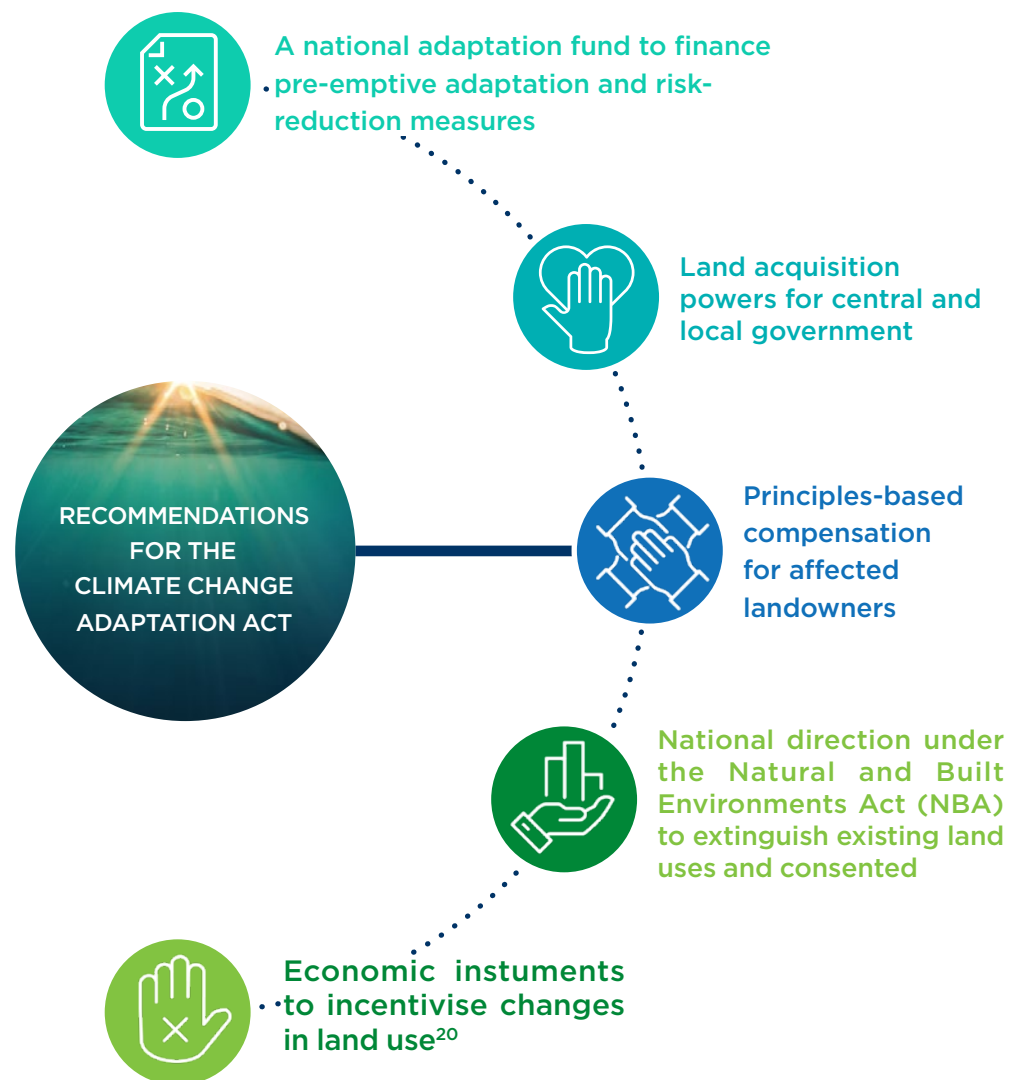 A national adaptation fund to finance
pre-emptive adaptation and risk-
reduction measures
Land acquisition
powers for central and
local government
RECOMMENDATIONS
FOR THE
CLIMATE CHANGE
ADAPTATION ACT
Principles-based
compensation
for affected
landowners
National direction under
the Natural and Built
Environments Act (NBA)
to extinguish existing land
uses and consented
Economic instuments
to incentivise changes
in land use²⁰